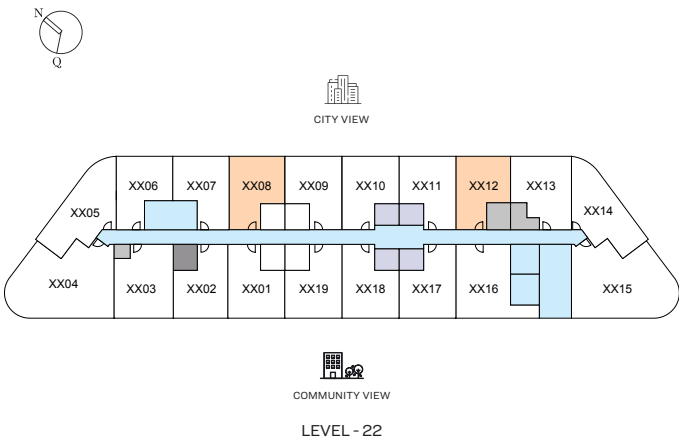 N
Q
CITY VIEW
XX06 XX07 XX08 XX09 XX10 XX11 XX12 XX13
XX05 XX14
XX04 XX03 XX02 XX01 XX19 XX18 XX17 XX16 XX15
COMMUNITY VIEW
LEVEL - 22